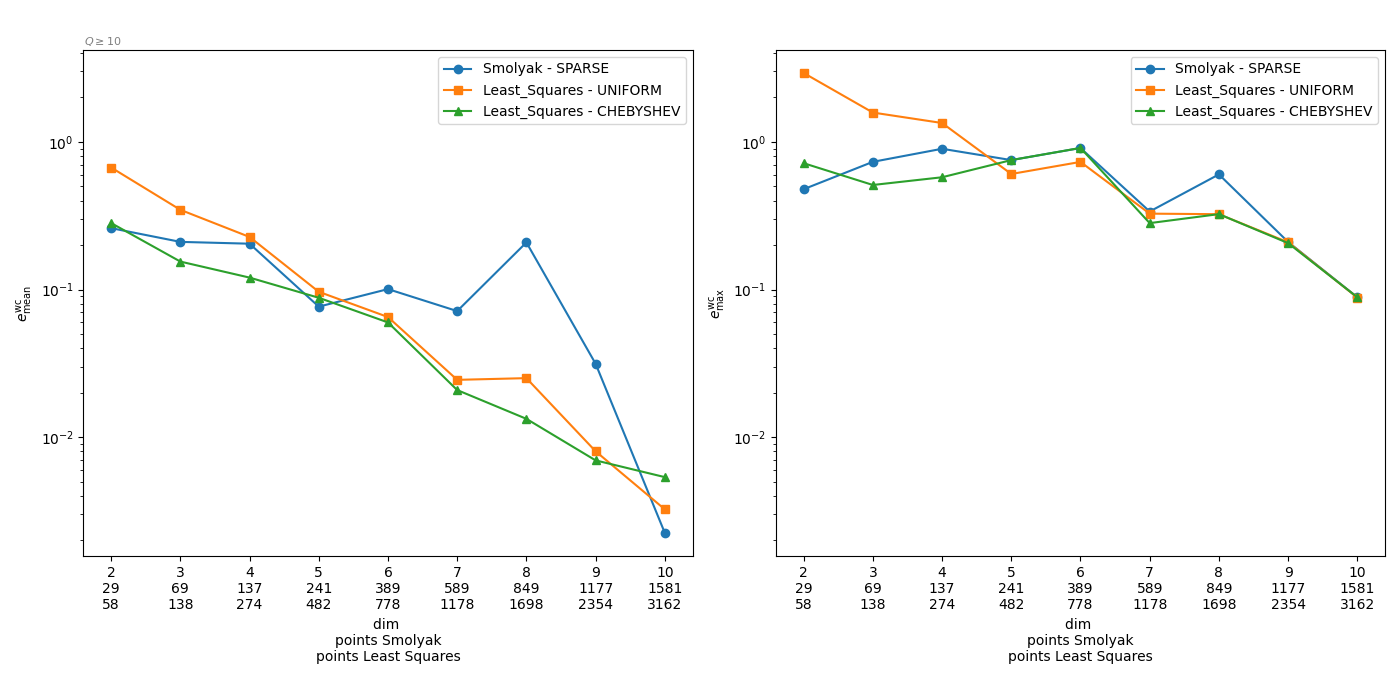 Q ≥ 10
Smolyak - SPARSE
Least_Squares - UNIFORM
Least_Squares - CHEBYSHEV
10⁰
10⁻¹
10⁻²
e^wc_mean
2 3 4 5 6 7 8 9 10
29 69 137 241 389 589 849 1177 1581
58 138 274 482 778 1178 1698 2354 3162
dim
points Smolyak
points Least Squares
Smolyak - SPARSE
Least_Squares - UNIFORM
Least_Squares - CHEBYSHEV
10⁰
10⁻¹
10⁻²
e^wc_max
2 3 4 5 6 7 8 9 10
29 69 137 241 389 589 849 1177 1581
58 138 274 482 778 1178 1698 2354 3162
dim
points Smolyak
points Least Squares